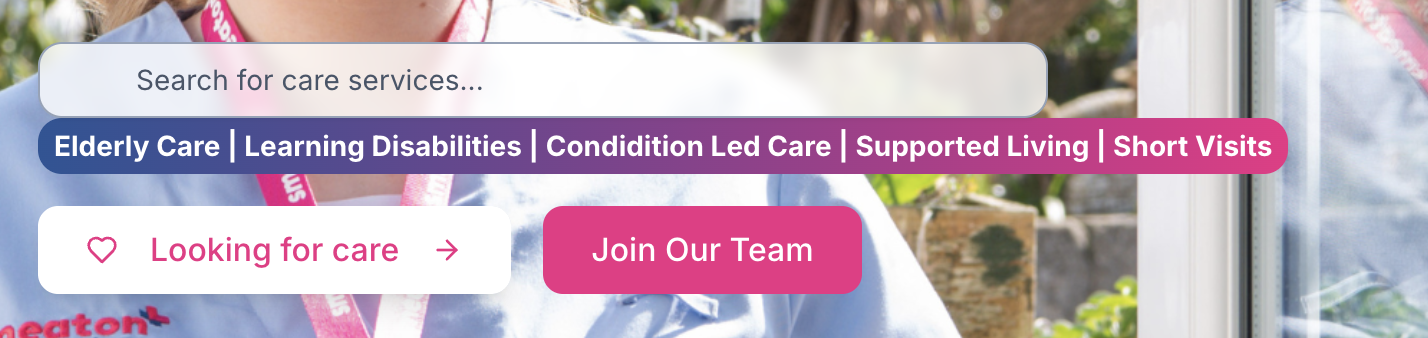 Search for care services...
Elderly Care | Learning Disabilities | Condidition Led Care | Supported Living | Short Visits
Looking for care
Join Our Team
eaton